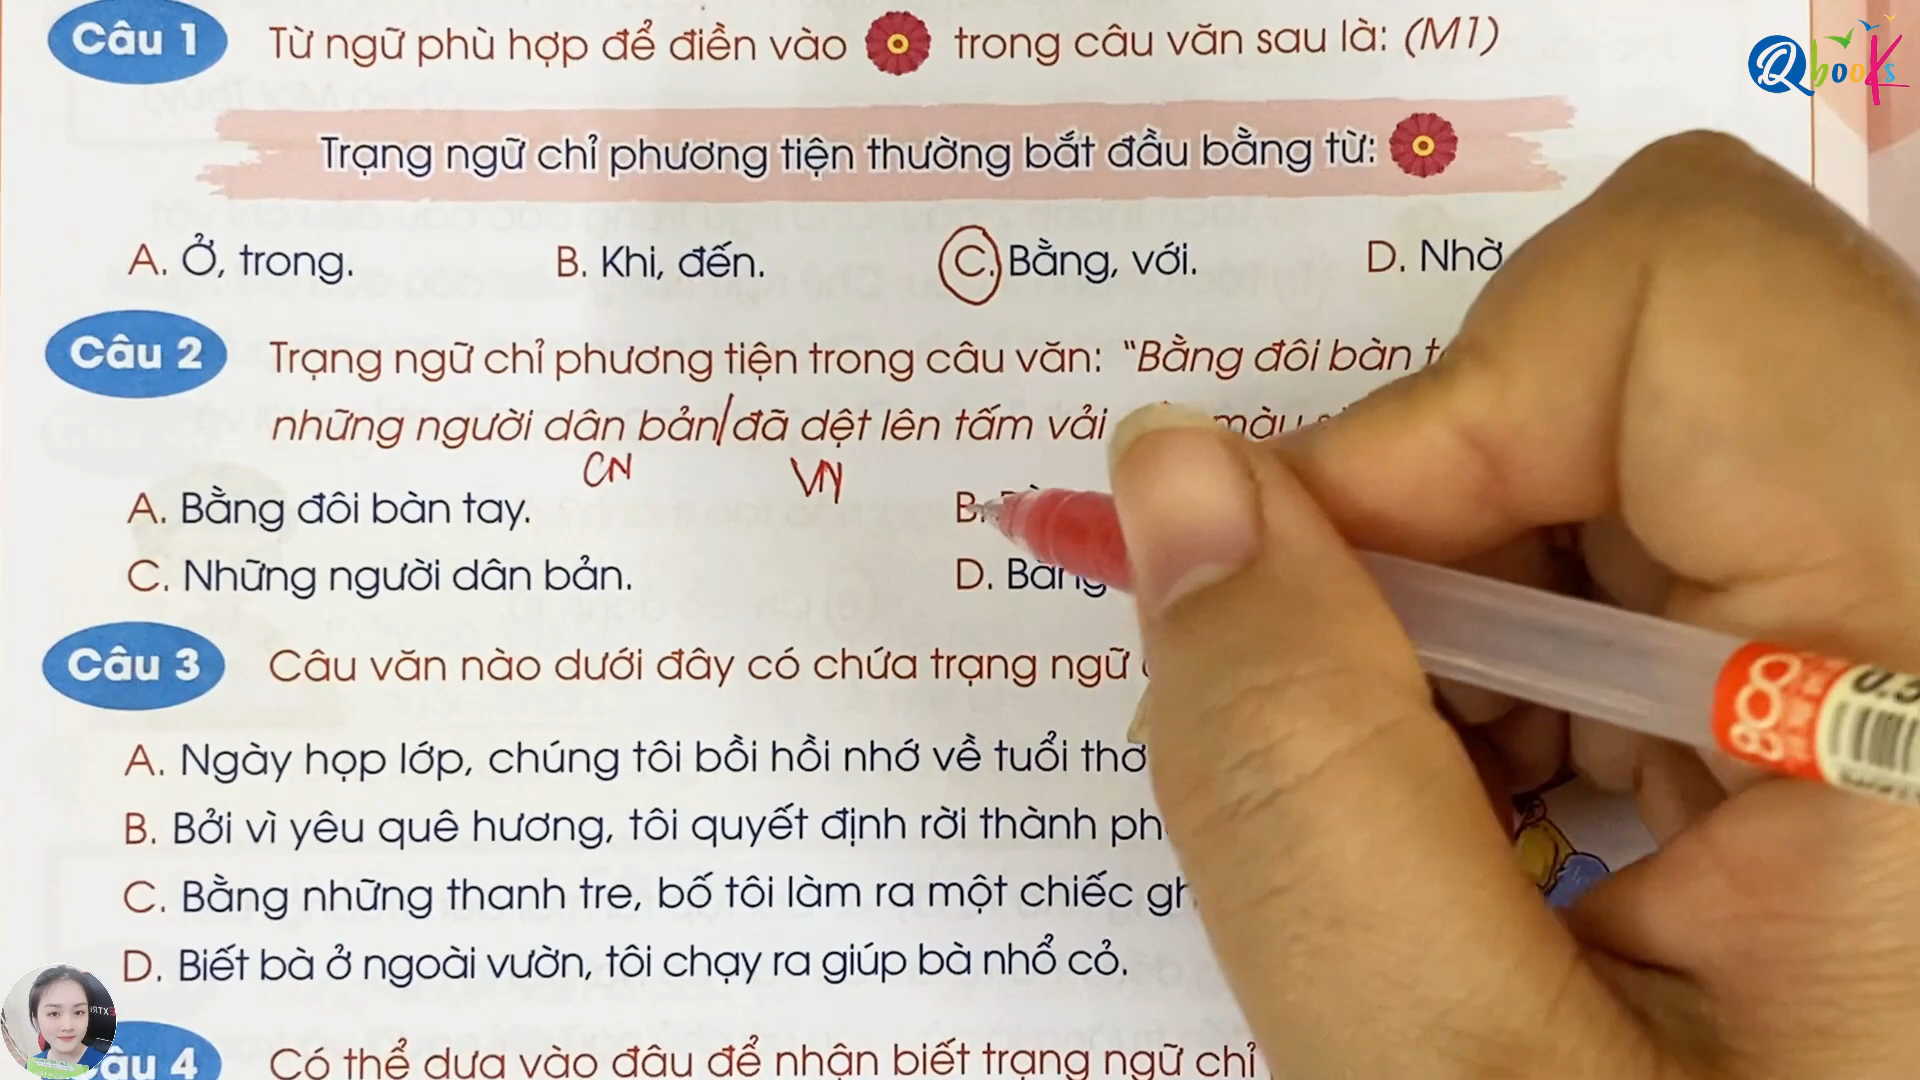 Câu 1 Từ ngữ phù hợp để điền vào trong câu văn sau là: (M1)
Qbooks
Trạng ngữ chỉ phương tiện thường bắt đầu bằng từ:
A. Ở, trong. B. Khi, đến. C. Bằng, với. D. Nhờ
Câu 2 Trạng ngữ chỉ phương tiện trong câu văn: “Bằng đôi bàn
những người dân bản/đã dệt lên tấm vải màu
CN VN
A. Bằng đôi bàn tay. B.
C. Những người dân bản. D. Bằng
Câu 3 Câu văn nào dưới đây có chứa trạng ngữ
A. Ngày họp lớp, chúng tôi bồi hồi nhớ về tuổi thơ
B. Bởi vì yêu quê hương, tôi quyết định rời thành
C. Bằng những thanh tre, bố tôi làm ra một chiếc
D. Biết bà ở ngoài vườn, tôi chạy ra giúp bà nhổ cỏ.
Câu 4 Có thể dựa vào đâu để nhận biết trạng ngữ chỉ